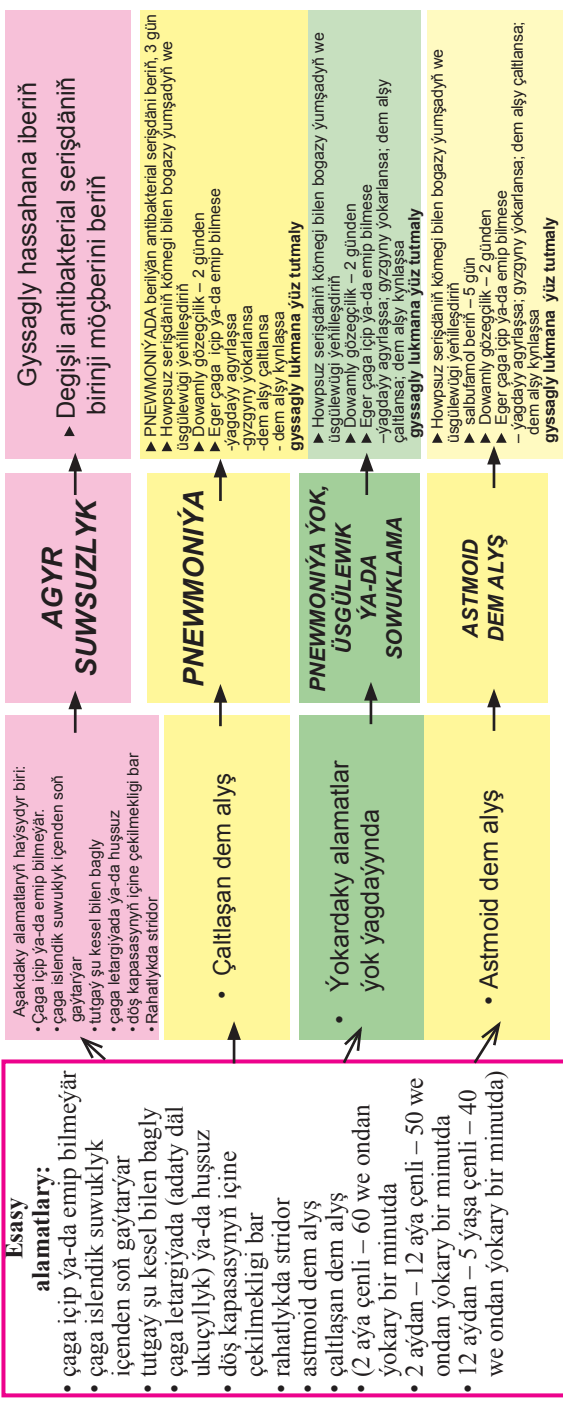 Esasy
alamatlary:
• çaga içip ýa-da emip bilmeýär
• çaga islendik suwuklyk
içenden soň gaýtarýar
• tutgaý şu kesel bilen bagly
• çaga letargiýada (adaty däl
ukuçyllyk) ýa-da huşsuz
• döş kapasasynyň içine
çekilmekligi bar
• rahatlykda stridor
• astmoid dem alyş
• çaltlaşan dem alyş
• (2 aýa çenli – 60 we ondan
ýokary bir minutda
• 2 aýdan – 12 aýa çenli – 50 we
ondan ýokary bir minutda
• 12 aýdan – 5 ýaşa çenli – 40
we ondan ýokary bir minutda)
Aşakdaky alamatlaryň haýsydyr biri:
• Çaga içip ýa-da emip bilmeýär.
• çaga islendik suwuklyk içenden soň
gaýtarýar
• tutgaý şu kesel bilen bagly
• çaga letargiýada ýa-da huşsuz
• döş kapasasynyň içine çekilmekligi bar
• Rahatlykda stridor
AGYR
SUWSUZLYK
Gyssagly hassahana iberiň
► Degişli antibakterial serişdäniň
birinji möçberini beriň
• Çaltlaşan dem alyş
PNEWMONIÝA
► PNEWMONIÝADA berilýän antibakterial serişdäni beriň, 3 gün
► Howpsuz serişdäniň kömegi bilen bogazy ýumşadyň we
üsgülewügi ýeňilleşdiriň
► Dowamly gözegçilik – 2 günden
► Eger çaga içip ýa-da emip bilmese
-ýagdaýy agyrlaşsa
-gyzgyny ýokarlansa
-dem alşy çaltlansa
- dem alşy kynlaşsa
gyssagly lukmana ýüz tutmaly
• Ýokardaky alamatlar
ýok ýagdaýynda
PNEWMONIÝA ÝOK,
ÜSGÜLEWIK
ÝA-DA
SOWUKLAMA
► Howpsuz serişdäniň kömegi bilen bogazy ýumşadyň we
üsgülewügi ýeňilleşdiriň
► Dowamly gözegçilik – 2 günden
► Eger çaga içip ýa-da emip bilmese
–ýagdaýy agyrlaşsa; gyzgyny ýokarlansa; dem alşy
çaltlansa; dem alşy kynlaşsa
gyssagly lukmana ýüz tutmaly
• Astmoid dem alyş
ASTMOID
DEM ALYŞ
► Howpsuz serişdäniň kömegi bilen bogazy ýumşadyň we
üsgülewügi ýeňilleşdiriň
► salbufamol beriň – 5 gün
► Dowamly gözegçilik – 2 günden
► Eger çaga içip ýa-da emip bilmese
– ýagdaýy agyrlaşsa; gyzgyny ýokarlansa; dem alşy çaltlansa;
dem alşy kynlaşsa
gyssagly lukmana ýüz tutmaly